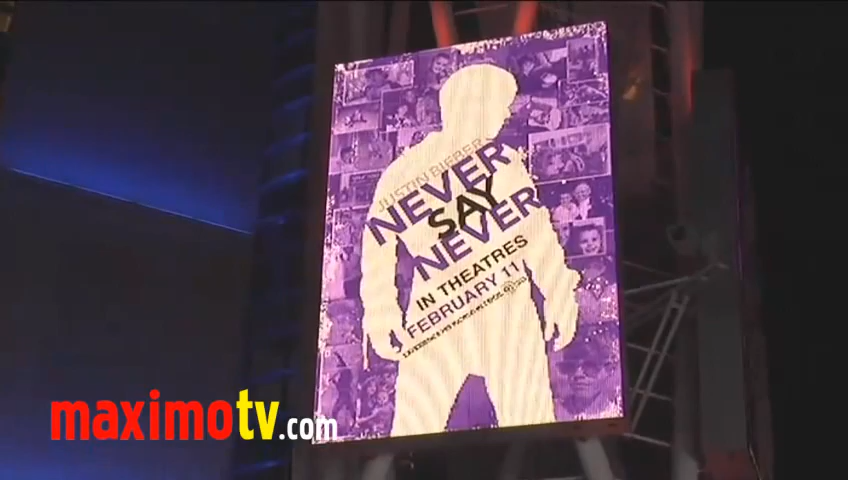 JUSTIN BIEBER
NEVER
SAY
NEVER
IN THEATRES
FEBRUARY 11
maximotv.com